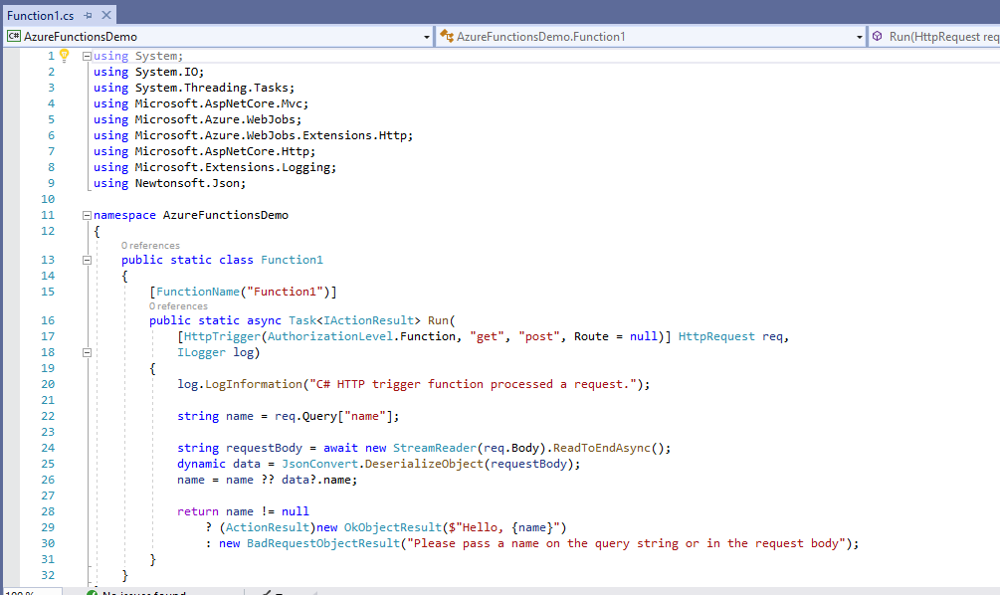 Function1.cs
AzureFunctionsDemo AzureFunctionsDemo.Function1 Run(HttpRequest req
1 using System;
2 using System.IO;
3 using System.Threading.Tasks;
4 using Microsoft.AspNetCore.Mvc;
5 using Microsoft.Azure.WebJobs;
6 using Microsoft.Azure.WebJobs.Extensions.Http;
7 using Microsoft.AspNetCore.Http;
8 using Microsoft.Extensions.Logging;
9 using Newtonsoft.Json;
10
11 namespace AzureFunctionsDemo
12 {
0 references
13 public static class Function1
14 {
15 [FunctionName("Function1")]
0 references
16 public static async Task<IActionResult> Run(
17 [HttpTrigger(AuthorizationLevel.Function, "get", "post", Route = null)] HttpRequest req,
18 ILogger log)
19 {
20 log.LogInformation("C# HTTP trigger function processed a request.");
21
22 string name = req.Query["name"];
23
24 string requestBody = await new StreamReader(req.Body).ReadToEndAsync();
25 dynamic data = JsonConvert.DeserializeObject(requestBody);
26 name = name ?? data?.name;
27
28 return name != null
29 ? (ActionResult)new OkObjectResult($"Hello, {name}")
30 : new BadRequestObjectResult("Please pass a name on the query string or in the request body");
31 }
32 }
100 % No issues found